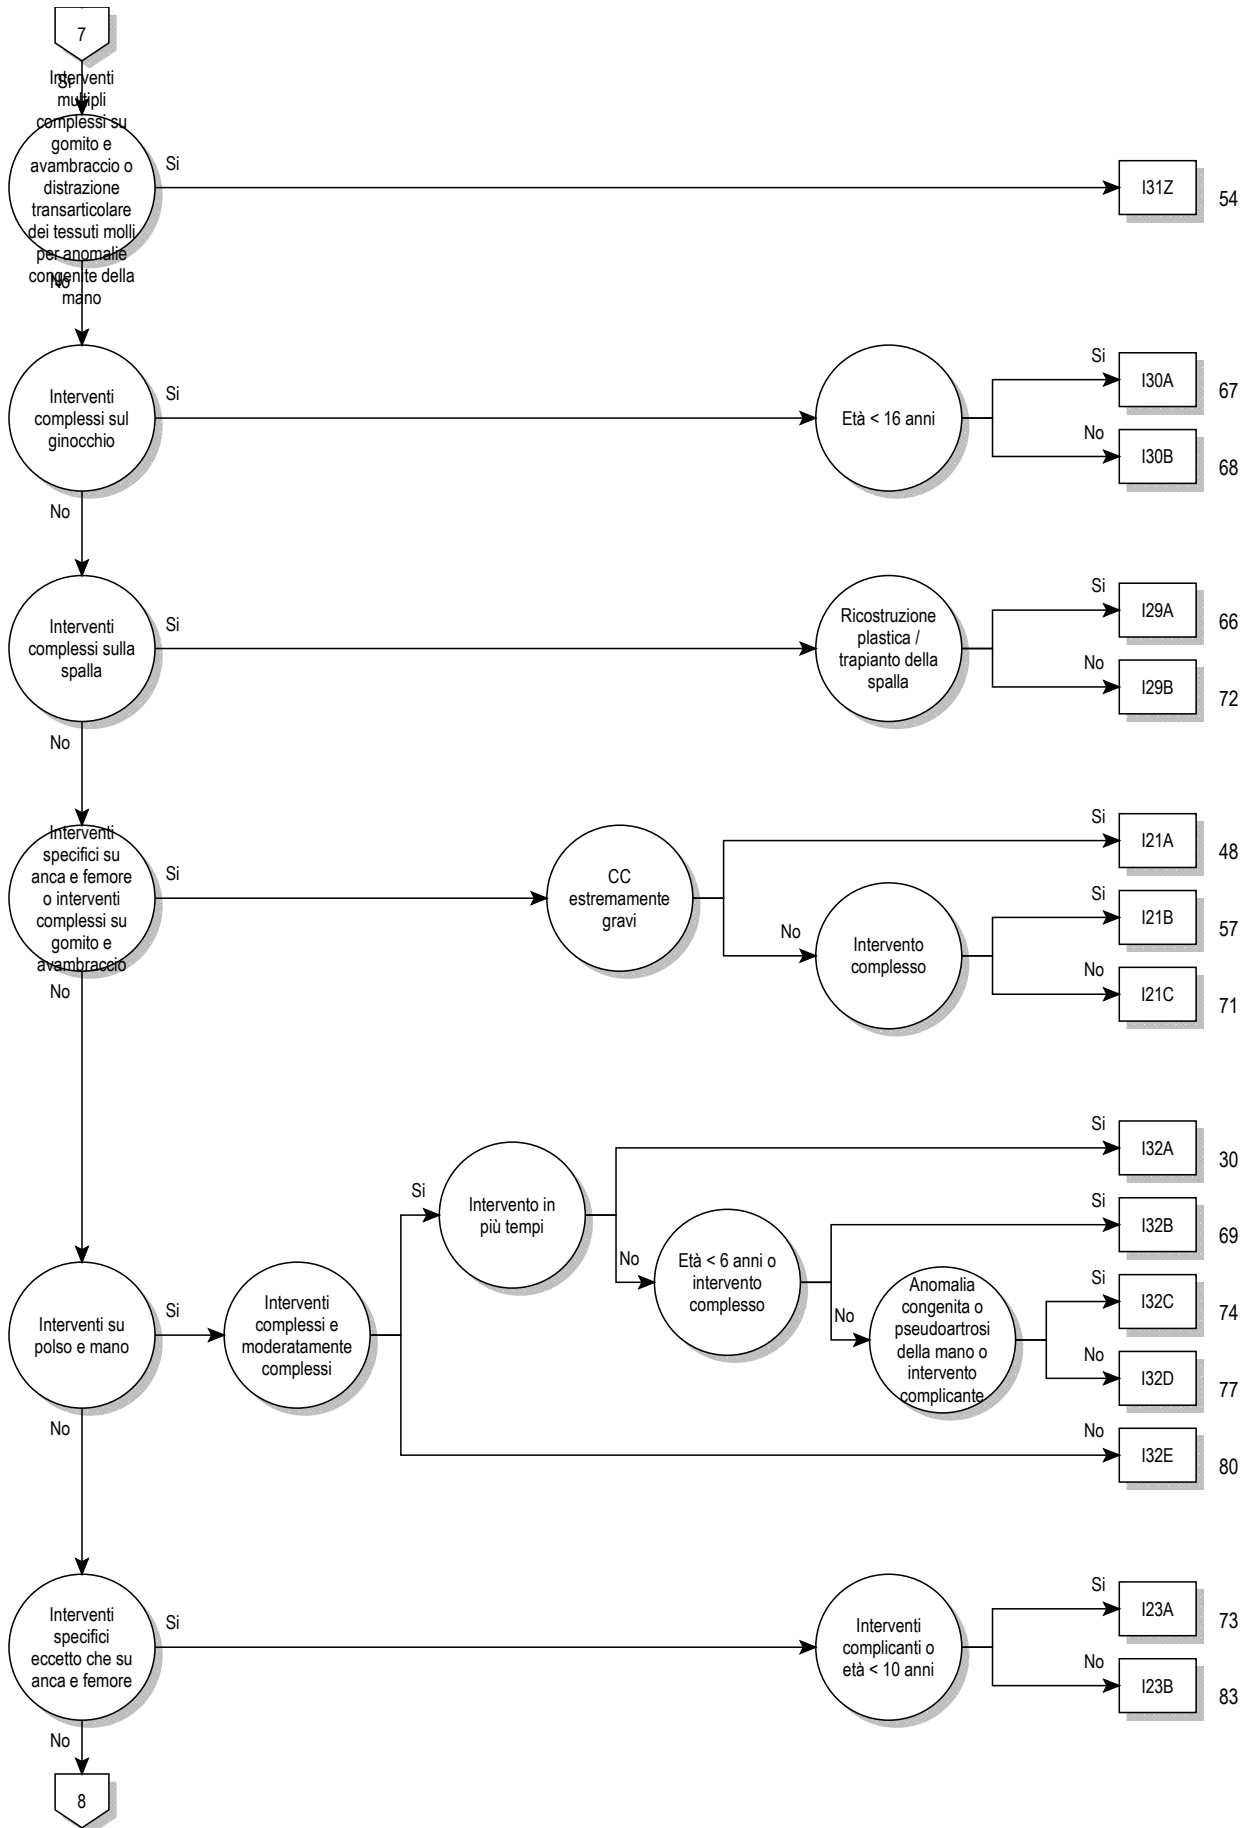 7
Si
Interventi
multipli
complessi su
gomito e
avambraccio o
distrazione
transarticolare
dei tessuti molli
per anomalie
congenite della
mano
Si
I31Z
54
No
Interventi
complessi sul
ginocchio
Si
Età < 16 anni
Si
I30A
67
No
I30B
68
No
Interventi
complessi sulla
spalla
Si
Ricostruzione
plastica /
trapianto della
spalla
Si
I29A
66
No
I29B
72
No
Interventi
specifici su
anca e femore
o interventi
complessi su
gomito e
avambraccio
Si
CC
estremamente
gravi
Si
I21A
48
No
Intervento
complesso
Si
I21B
57
No
I21C
71
No
Interventi su
polso e mano
Si
Interventi
complessi e
moderatamente
complessi
Si
Intervento in
più tempi
Si
I32A
30
No
Età < 6 anni o
intervento
complesso
Si
I32B
69
No
Anomalia
congenita o
pseudoartrosi
della mano o
intervento
complicante
Si
I32C
74
No
I32D
77
No
I32E
80
No
Interventi
specifici
eccetto che su
anca e femore
Si
Interventi
complicanti o
età < 10 anni
Si
I23A
73
No
I23B
83
No
8